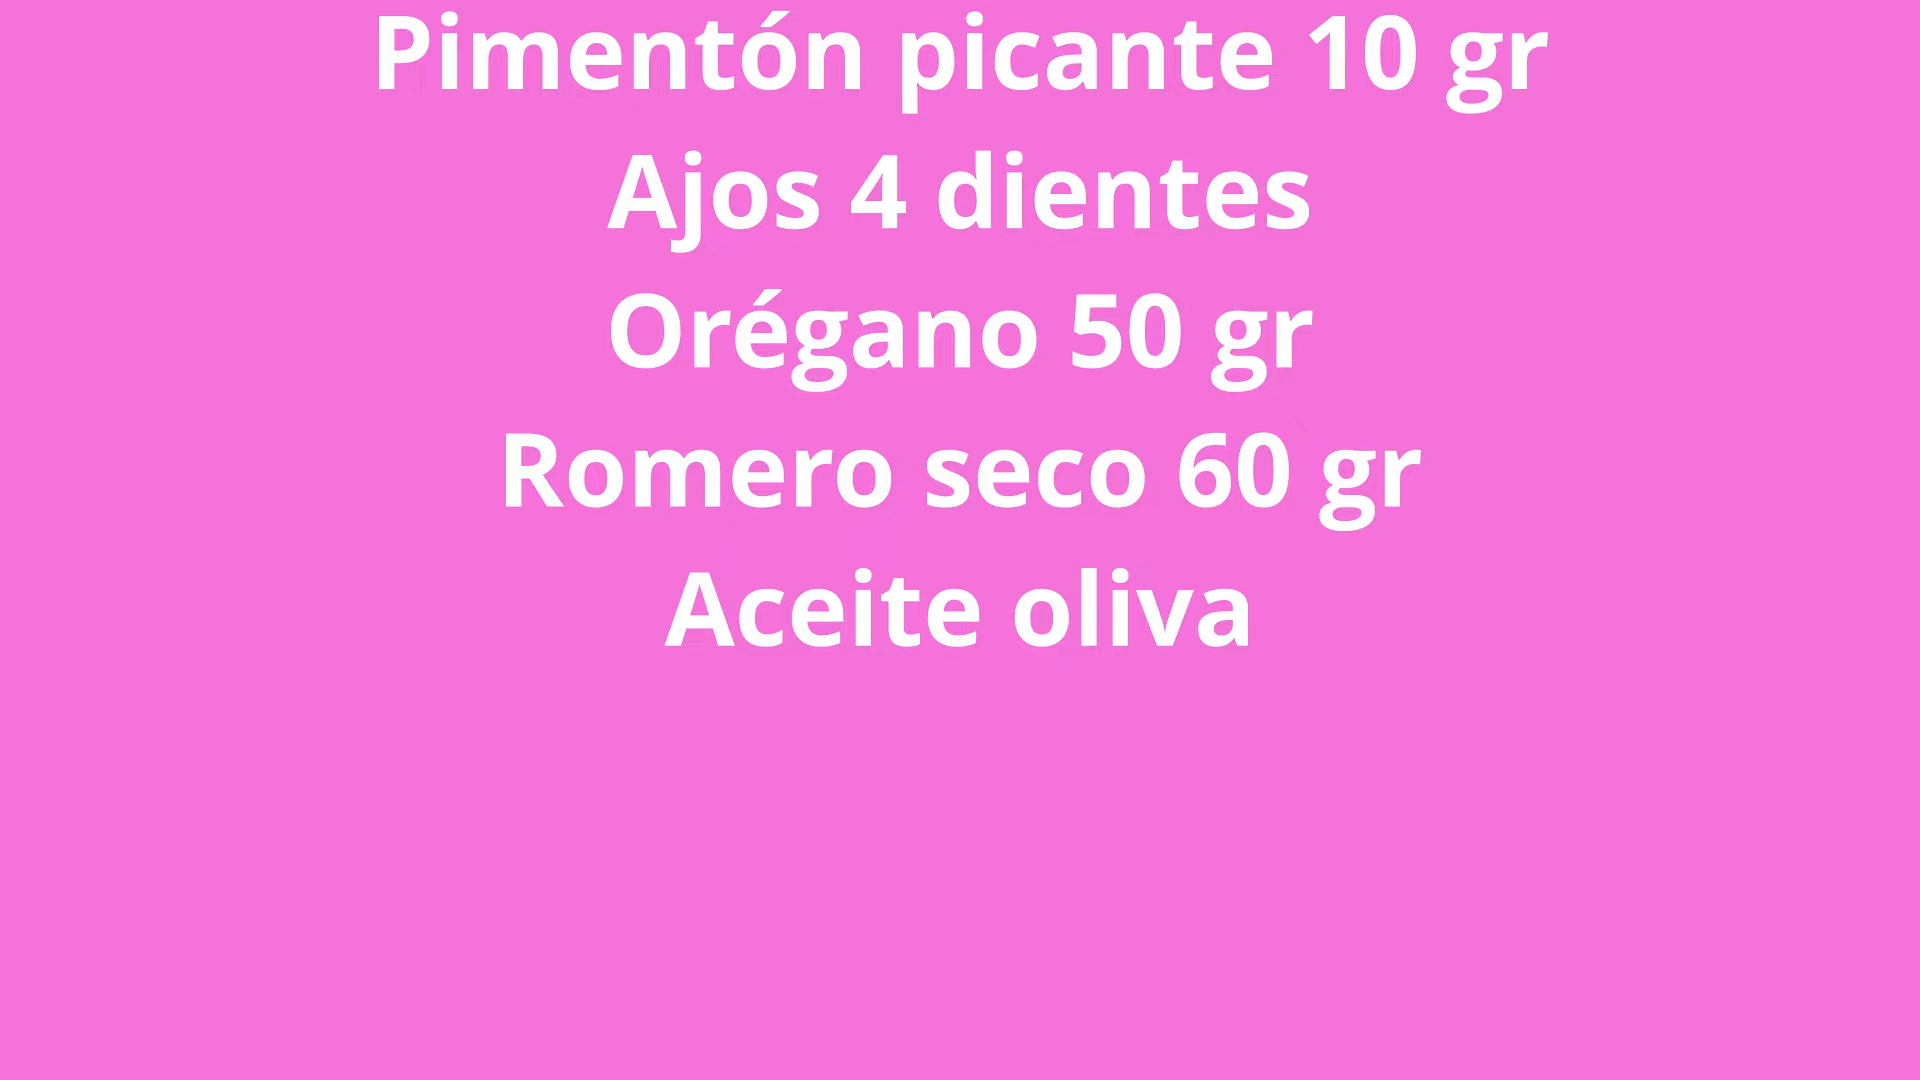 Pimentón picante 10 gr
Ajos 4 dientes
Orégano 50 gr
Romero seco 60 gr
Aceite oliva